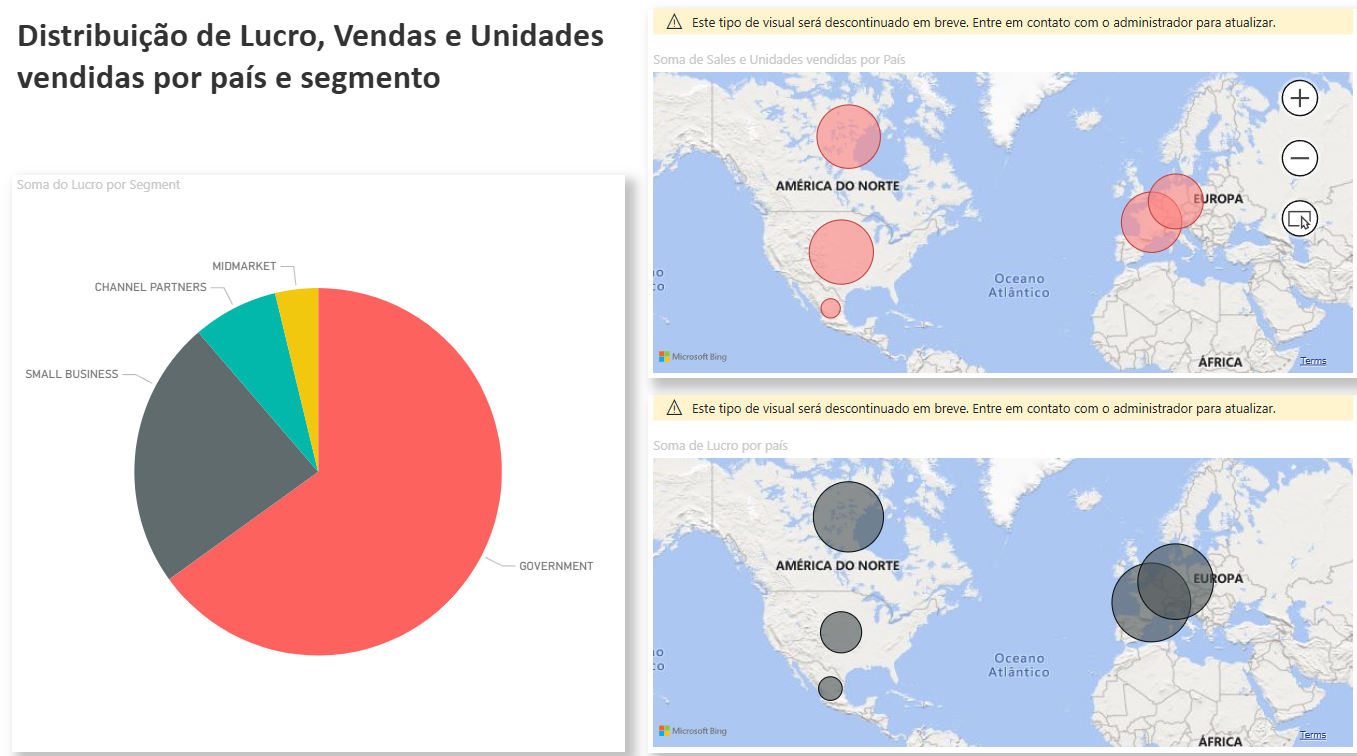 Distribuição de Lucro, Vendas e Unidades
vendidas por país e segmento
Soma do Lucro por Segment
MIDMARKET
CHANNEL PARTNERS
SMALL BUSINESS
GOVERNMENT
Este tipo de visual será descontinuado em breve. Entre em contato com o administrador para atualizar.
Soma de Sales e Unidades vendidas por País
AMÉRICA DO NORTE
EUROPA
Oceano
Atlântico
ÁFRICA
Microsoft Bing
Terms
Este tipo de visual será descontinuado em breve. Entre em contato com o administrador para atualizar.
Soma de Lucro por país
AMÉRICA DO NORTE
EUROPA
Oceano
Atlântico
ÁFRICA
Microsoft Bing
Terms